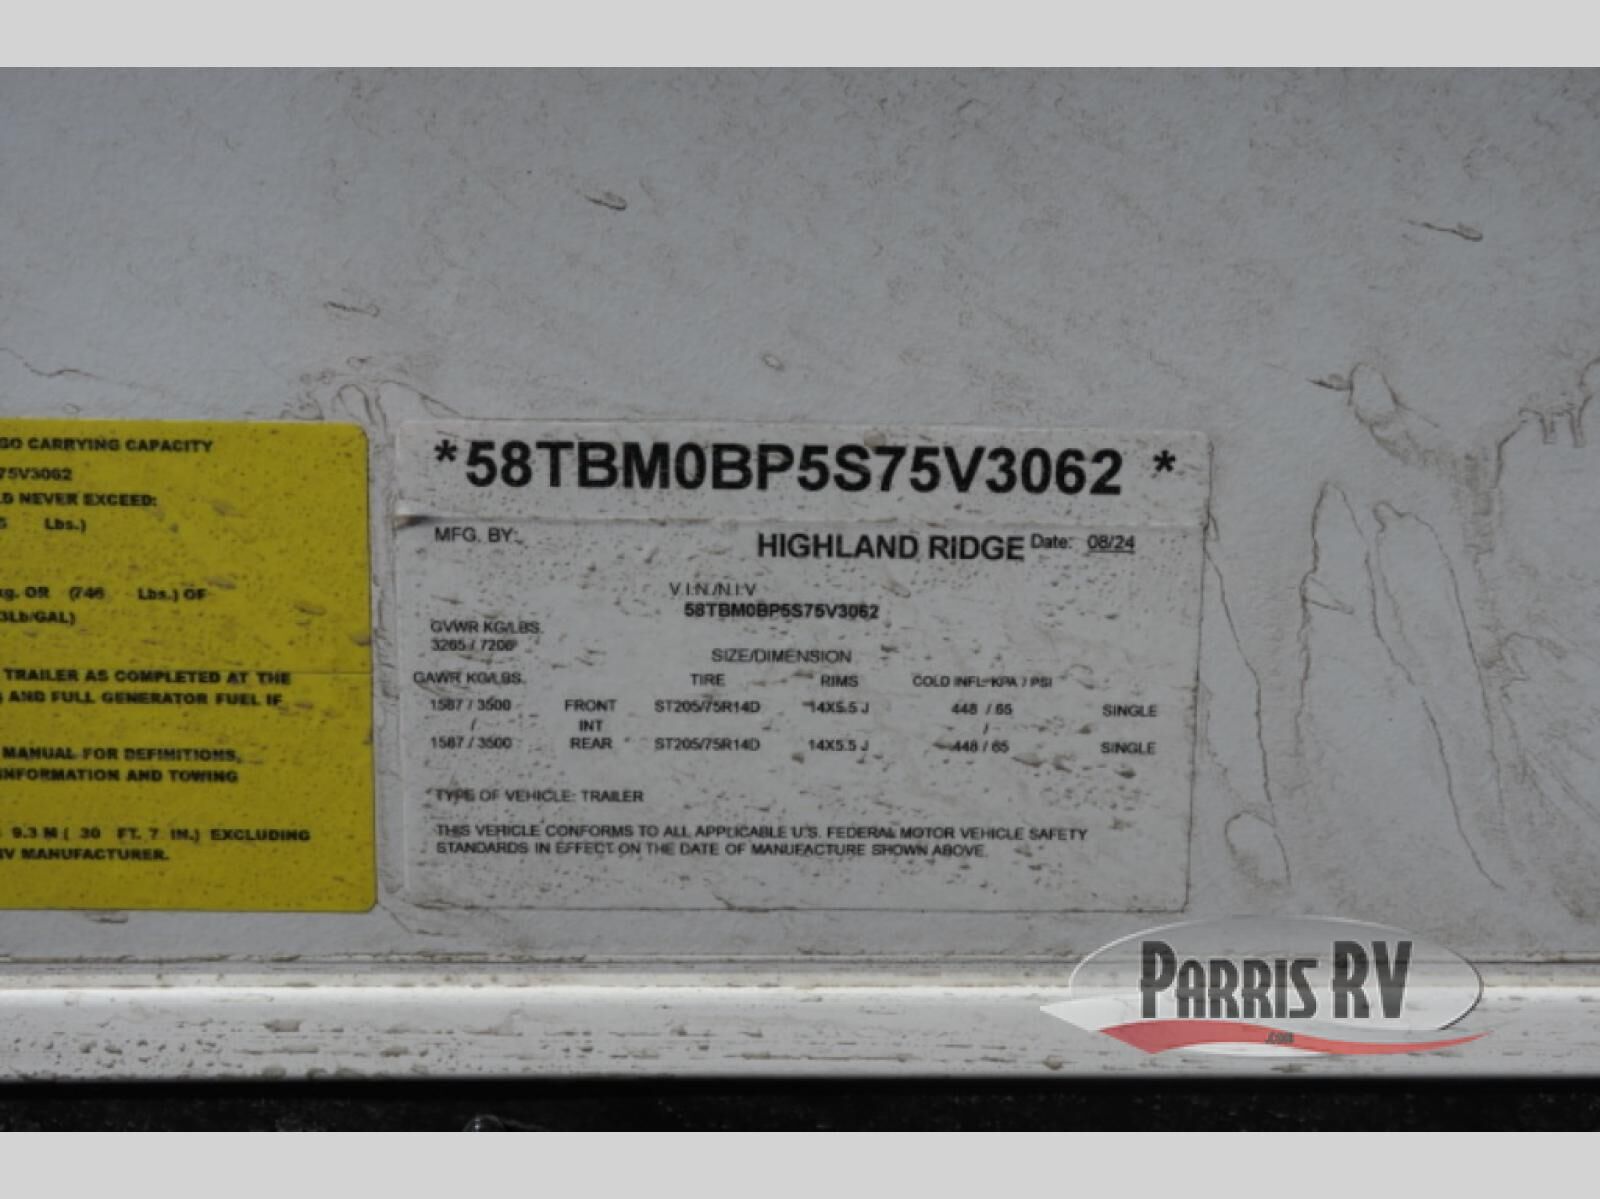 GO CARRYING CAPACITY
75V3062
LD NEVER EXCEED:
5 Lbs.)
kg. OR (746 Lbs.) OF
3Lb/GAL)
TRAILER AS COMPLETED AT THE
AND FULL GENERATOR FUEL IF
MANUAL FOR DEFINITIONS,
INFORMATION AND TOWING
9.3 M ( 30 FT. 7 IN.) EXCLUDING
RV MANUFACTURER.
*58TBM0BP5S75V3062 *
MFG. BY: HIGHLAND RIDGE Date: 08/24
V.I.N./N.I.V
58TBM0BP5S75V3062
GVWR KG/LBS.
3265 / 7200
SIZE/DIMENSION
GAWR KG/LBS. TIRE RIMS COLD INFL. KPA / PSI
1587 / 3500 FRONT ST205/75R14D 14X5.5 J 448 / 65 SINGLE
/ INT /
1587 / 3500 REAR ST205/75R14D 14X5.5 J 448 / 65 SINGLE
TYPE OF VEHICLE: TRAILER
THIS VEHICLE CONFORMS TO ALL APPLICABLE U.S. FEDERAL MOTOR VEHICLE SAFETY
STANDARDS IN EFFECT ON THE DATE OF MANUFACTURE SHOWN ABOVE.
PARRIS RV
.COM